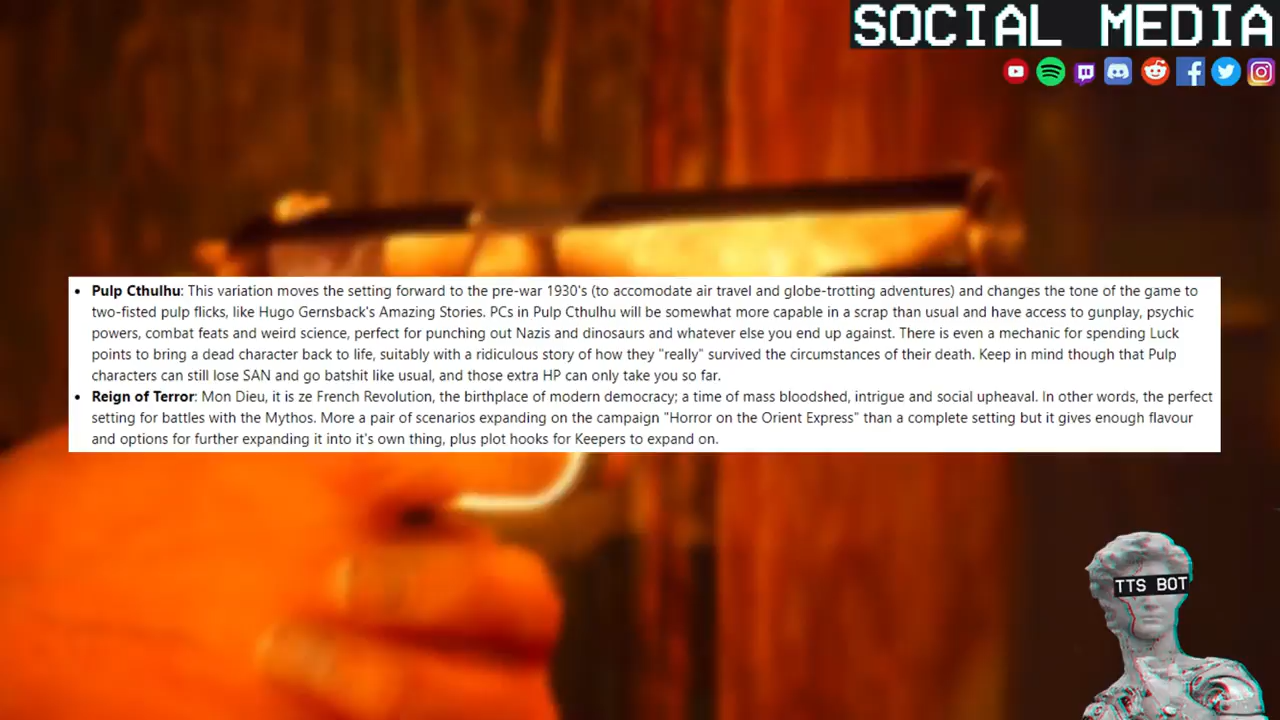 SOCIAL MEDIA
• Pulp Cthulhu: This variation moves the setting forward to the pre-war 1930's (to accomodate air travel and globe-trotting adventures) and changes the tone of the game to
two-fisted pulp flicks, like Hugo Gernsback's Amazing Stories. PCs in Pulp Cthulhu will be somewhat more capable in a scrap than usual and have access to gunplay, psychic
powers, combat feats and weird science, perfect for punching out Nazis and dinosaurs and whatever else you end up against. There is even a mechanic for spending Luck
points to bring a dead character back to life, suitably with a ridiculous story of how they "really" survived the circumstances of their death. Keep in mind though that Pulp
characters can still lose SAN and go batshit like usual, and those extra HP can only take you so far.
• Reign of Terror: Mon Dieu, it is ze French Revolution, the birthplace of modern democracy; a time of mass bloodshed, intrigue and social upheaval. In other words, the perfect
setting for battles with the Mythos. More a pair of scenarios expanding on the campaign "Horror on the Orient Express" than a complete setting but it gives enough flavour
and options for further expanding it into it's own thing, plus plot hooks for Keepers to expand on.
TTS BOT